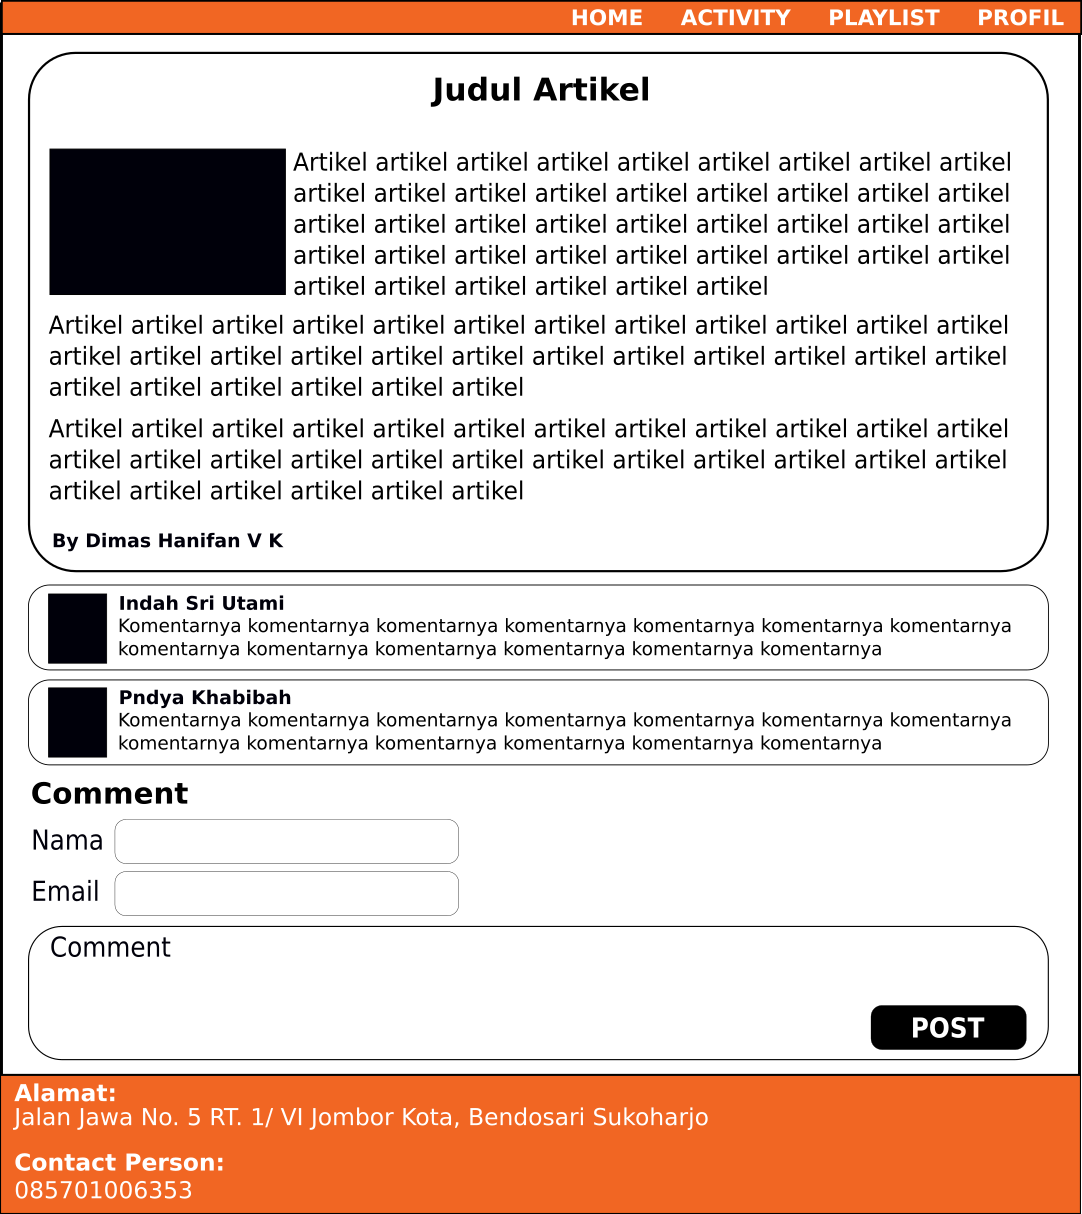 HOME ACTIVITY PLAYLIST PROFIL
Judul Artikel
Artikel artikel artikel artikel artikel artikel artikel artikel artikel
artikel artikel artikel artikel artikel artikel artikel artikel artikel
artikel artikel artikel artikel artikel artikel artikel artikel artikel
artikel artikel artikel artikel artikel artikel artikel artikel artikel
artikel artikel artikel artikel artikel artikel
Artikel artikel artikel artikel artikel artikel artikel artikel artikel artikel artikel artikel
artikel artikel artikel artikel artikel artikel artikel artikel artikel artikel artikel artikel
artikel artikel artikel artikel artikel artikel
Artikel artikel artikel artikel artikel artikel artikel artikel artikel artikel artikel artikel
artikel artikel artikel artikel artikel artikel artikel artikel artikel artikel artikel artikel
artikel artikel artikel artikel artikel artikel
By Dimas Hanifan V K
Indah Sri Utami
Komentarnya komentarnya komentarnya komentarnya komentarnya komentarnya komentarnya
komentarnya komentarnya komentarnya komentarnya komentarnya komentarnya
Pndya Khabibah
Komentarnya komentarnya komentarnya komentarnya komentarnya komentarnya komentarnya
komentarnya komentarnya komentarnya komentarnya komentarnya komentarnya
Comment
Nama
Email
Comment
POST
Alamat:
Jalan Jawa No. 5 RT. 1/ VI Jombor Kota, Bendosari Sukoharjo
Contact Person:
085701006353